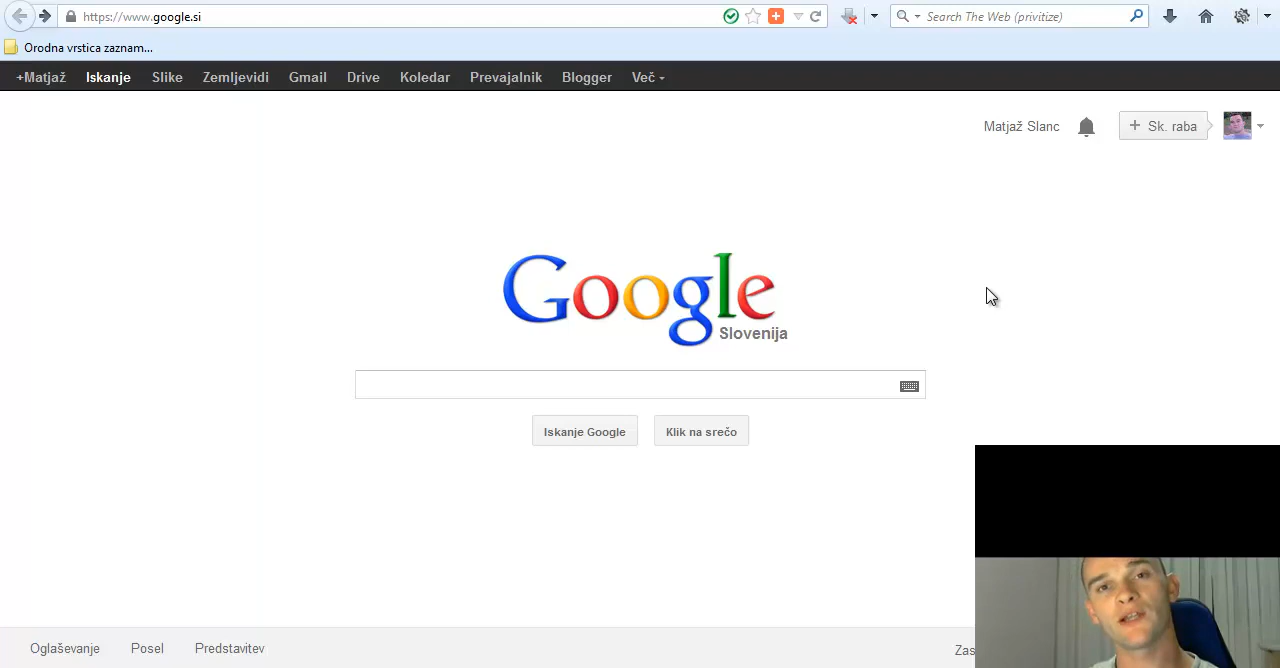 https://www.google.si
Search The Web (privitize)
Orodna vrstica zaznam...
+Matjaž Iskanje Slike Zemljevidi Gmail Drive Koledar Prevajalnik Blogger Več
Matjaž Slanc
+ Sk. raba
Google
Slovenija
Iskanje Google Klik na srečo
Oglaševanje Posel Predstavitev
Zas